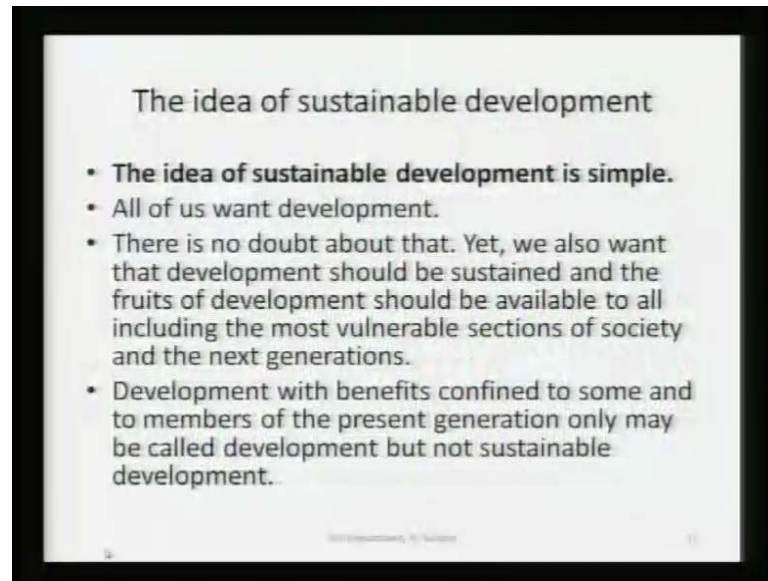 The idea of sustainable development
• The idea of sustainable development is simple.
• All of us want development.
• There is no doubt about that. Yet, we also want
that development should be sustained and the
fruits of development should be available to all
including the most vulnerable sections of society
and the next generations.
• Development with benefits confined to some and
to members of the present generation only may
be called development but not sustainable
development.